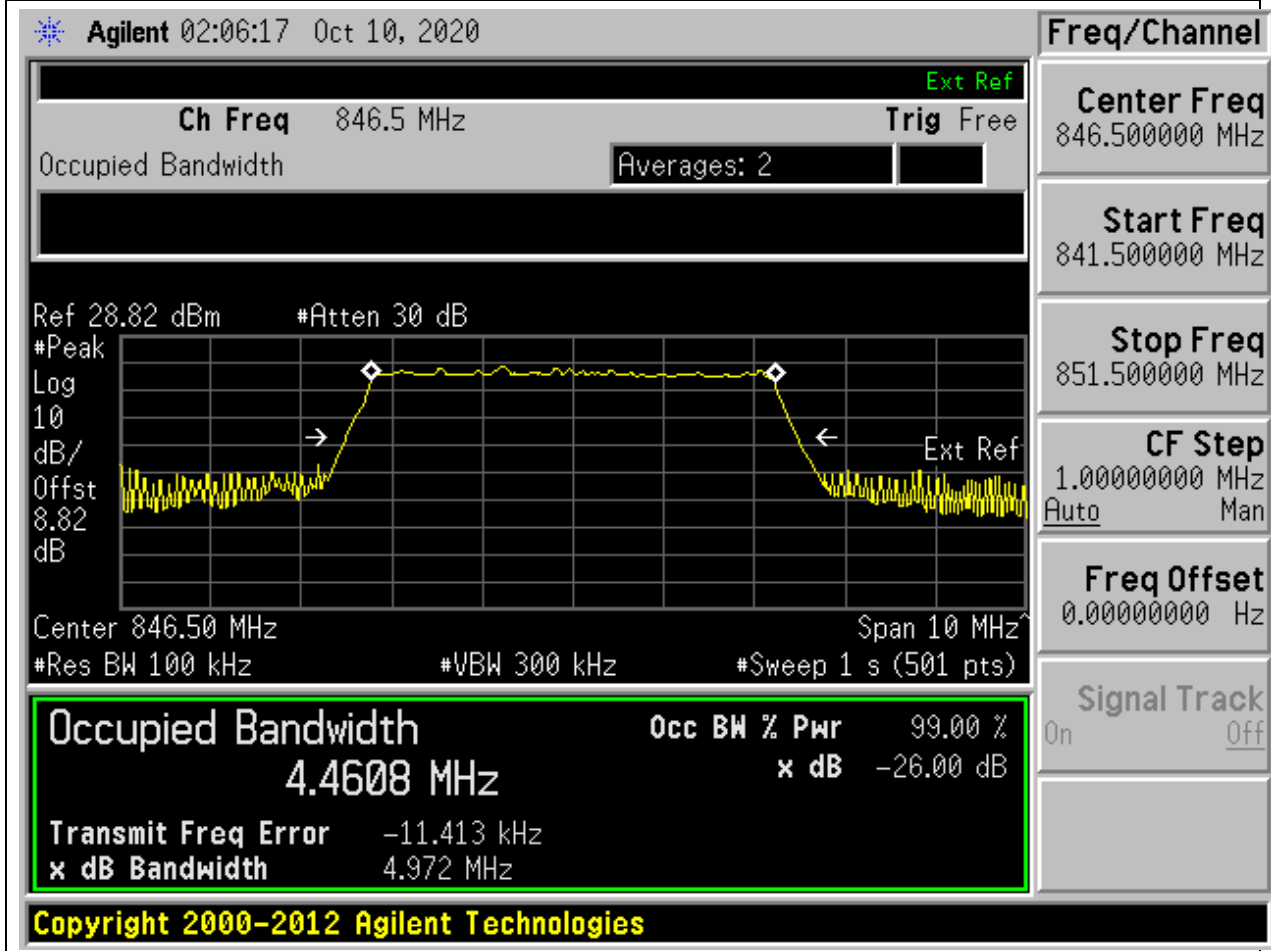 Agilent 02:06:17 Oct 10, 2020
Freq/Channel
Ext Ref
Ch Freq 846.5 MHz Trig Free
Occupied Bandwidth Averages: 2
Center Freq
846.500000 MHz
Start Freq
841.500000 MHz
Stop Freq
851.500000 MHz
CF Step
1.00000000 MHz
Auto Man
Freq Offset
0.00000000 Hz
Signal Track
On Off
Ref 28.82 dBm #Atten 30 dB
#Peak
Log
10
dB/
Offst
8.82
dB
Ext Ref
Center 846.50 MHz Span 10 MHz^
#Res BW 100 kHz #VBW 300 kHz #Sweep 1 s (501 pts)
Occupied Bandwidth Occ BW % Pwr 99.00 %
4.4608 MHz x dB -26.00 dB
Transmit Freq Error -11.413 kHz
x dB Bandwidth 4.972 MHz
Copyright 2000-2012 Agilent Technologies